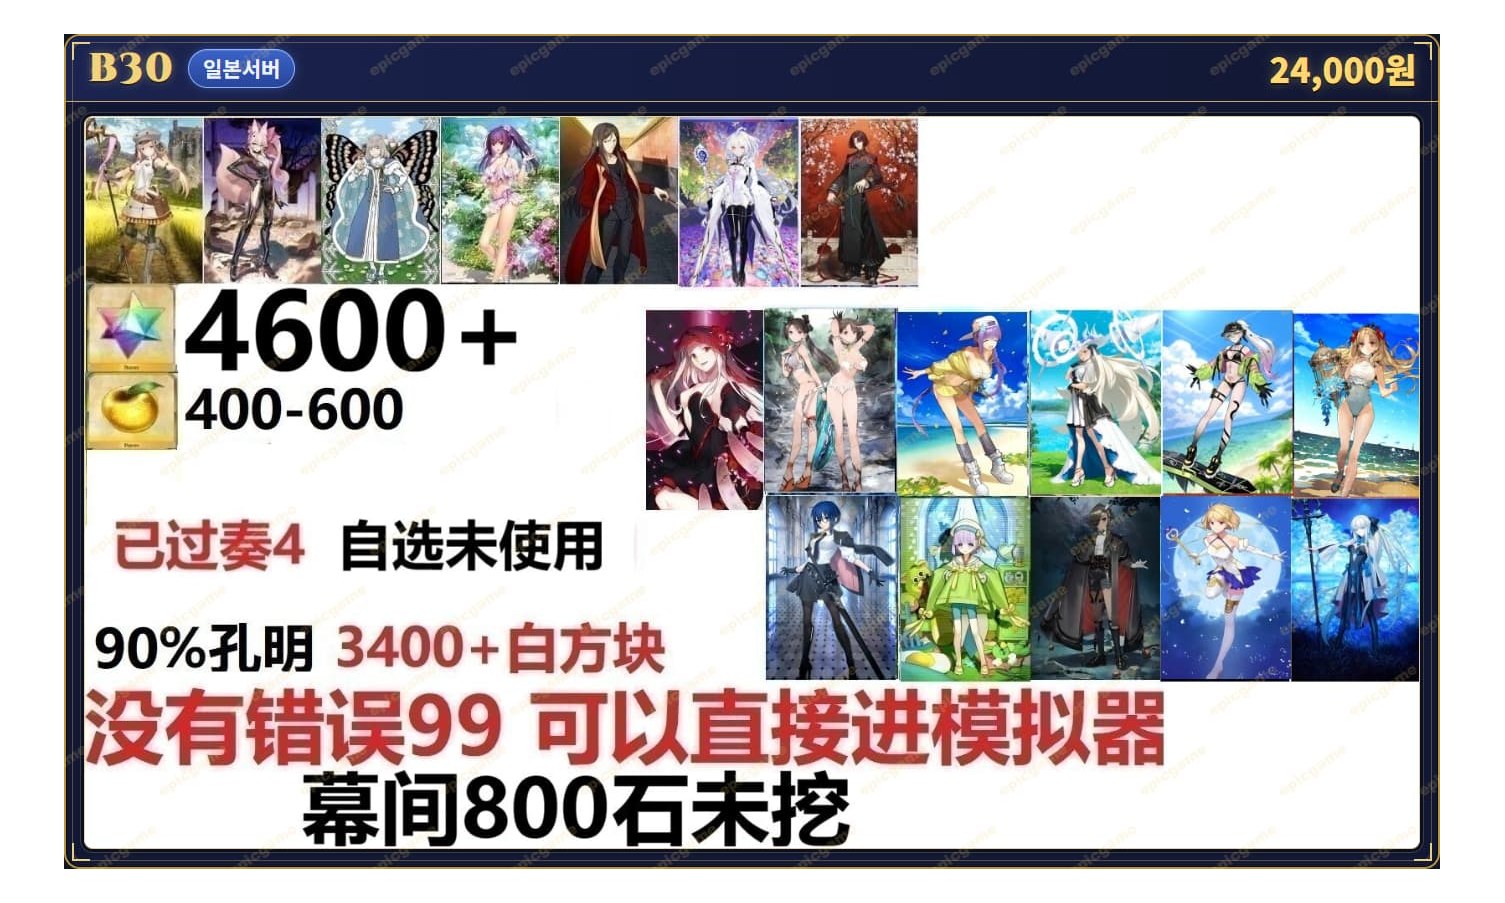 B30 일본서버 24,000원
4600+
400-600
已过奏4 自选未使用
90%孔明 3400+白方块
没有错误99 可以直接进模拟器
幕间800石未挖
epicgame